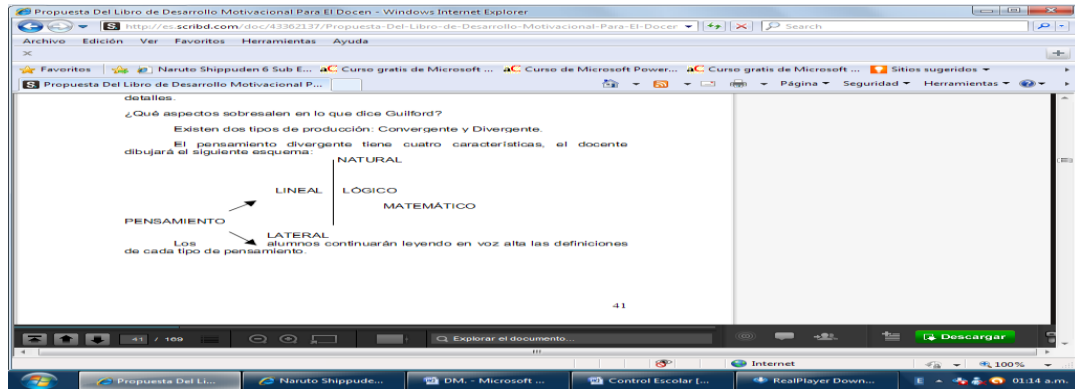 Propuesta Del Libro de Desarrollo Motivacional Para El Docen - Windows Internet Explorer
http://es.scribd.com/doc/43362137/Propuesta-Del-Libro-de-Desarrollo-Motivacional-Para-El-Docer
Search
Archivo Edición Ver Favoritos Herramientas Ayuda
Favoritos Naruto Shippuden 6 Sub E... Curso gratis de Microsoft ... Curso de Microsoft Power... Curso gratis de Microsoft ... Sitios sugeridos
Propuesta Del Libro de Desarrollo Motivacional P... Página Seguridad Herramientas
detalles.
¿Qué aspectos sobresalen en lo que dice Guilford?
Existen dos tipos de producción: Convergente y Divergente.
El pensamiento divergente tiene cuatro características, el docente
dibujará el siguiente esquema:
NATURAL
LINEAL LÓGICO
MATEMÁTICO
PENSAMIENTO
LATERAL
Los alumnos continuarán leyendo en voz alta las definiciones
de cada tipo de pensamiento.
41
41 / 169 Explorar el documento... Descargar
Internet 100%
Propuesta Del Li... Naruto Shippude... DM. - Microsoft ... Control Escolar [... RealPlayer Down... E 01:14 a.m.